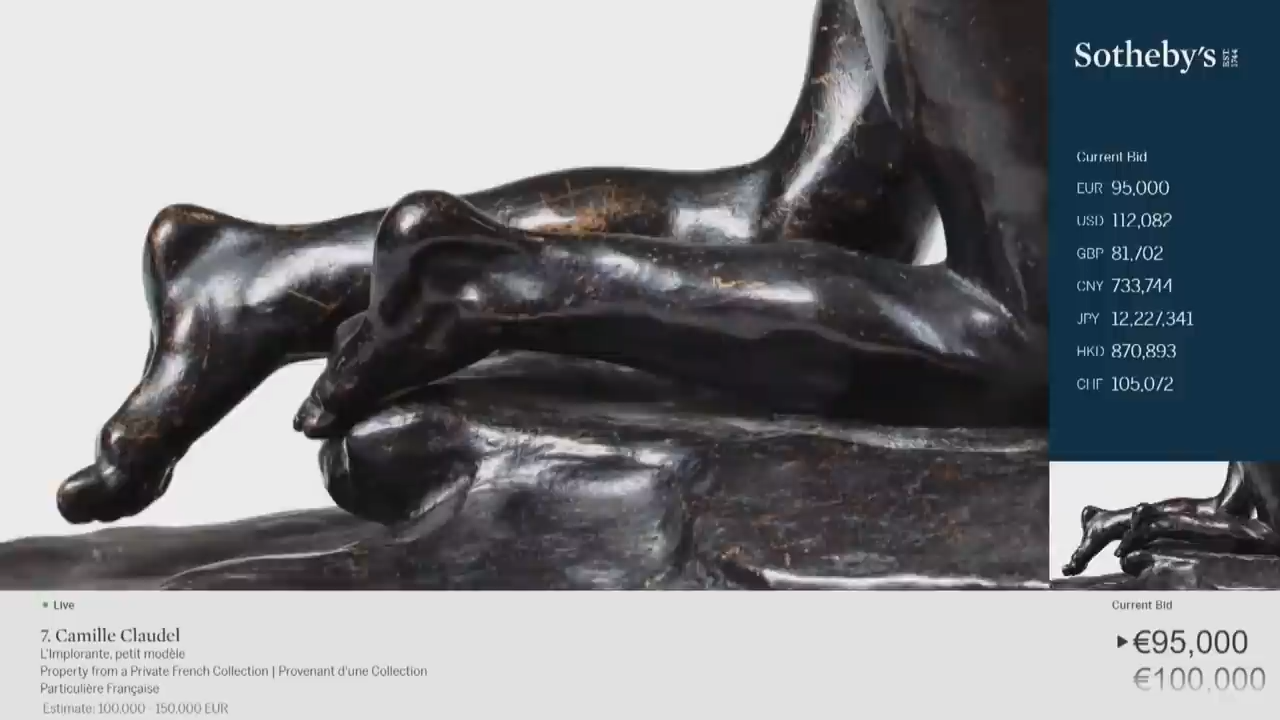 Sotheby's EST. 1744
Current Bid
EUR 95,000
USD 112,082
GBP 81,702
CNY 733,744
JPY 12,227,341
HKD 870,893
CHF 105,072
Live
7. Camille Claudel
L'Implorante, petit modèle
Property from a Private French Collection | Provenant d'une Collection
Particulière Française
Estimate: 100,000 - 150,000 EUR
Current Bid
€95,000
€100,000